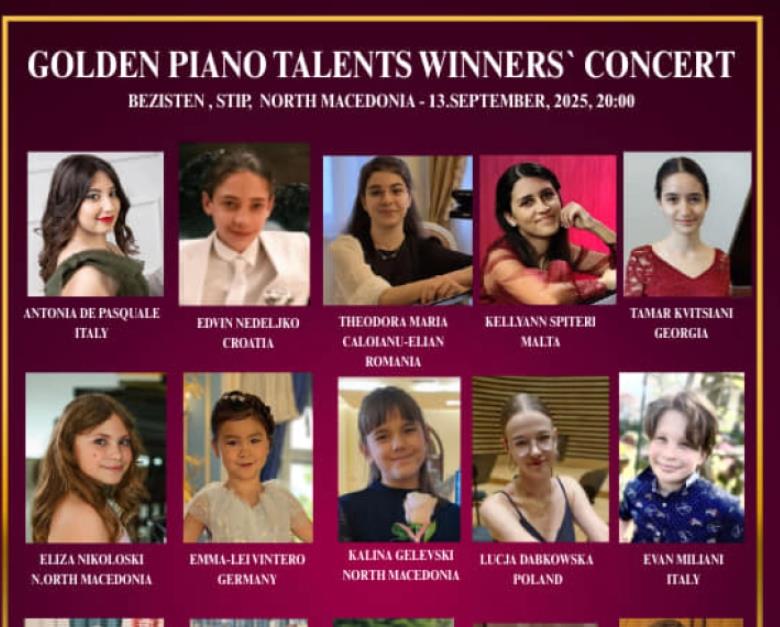 GOLDEN PIANO TALENTS WINNERS` CONCERT
BEZISTEN , STIP, NORTH MACEDONIA - 13.SEPTEMBER, 2025, 20:00
ANTONIA DE PASQUALE
ITALY
EDVIN NEDELJKO
CROATIA
THEODORA MARIA
CALOIANU-ELIAN
ROMANIA
KELLYANN SPITERI
MALTA
TAMAR KVITSIANI
GEORGIA
ELIZA NIKOLOSKI
N.ORTH MACEDONIA
EMMA-LEI VINTERO
GERMANY
KALINA GELEVSKI
NORTH MACEDONIA
LUCJA DABKOWSKA
POLAND
EVAN MILIANI
ITALY